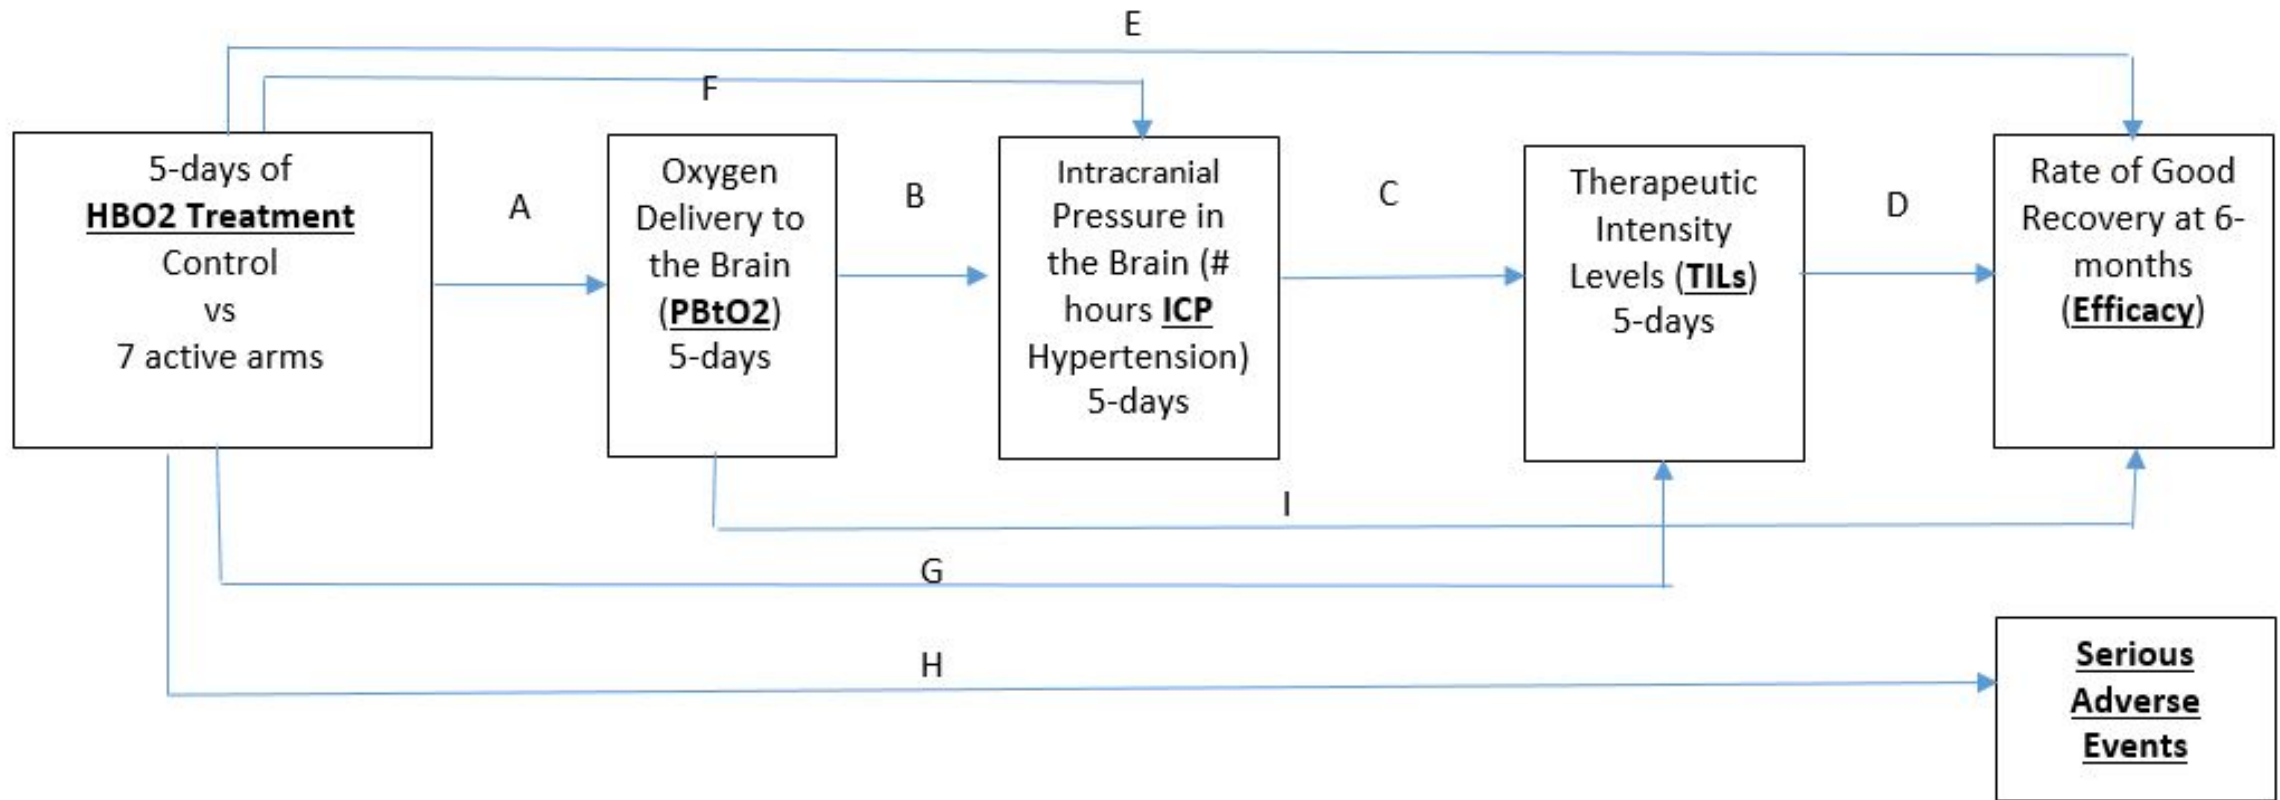 E
F
5-days of
HBO2 Treatment
Control
vs
7 active arms
A
Oxygen
Delivery to
the Brain
(PBtO2)
5-days
B
Intracranial
Pressure in
the Brain (#
hours ICP
Hypertension)
5-days
C
Therapeutic
Intensity
Levels (TILs)
5-days
D
Rate of Good
Recovery at 6-
months
(Efficacy)
I
G
H
Serious
Adverse
Events